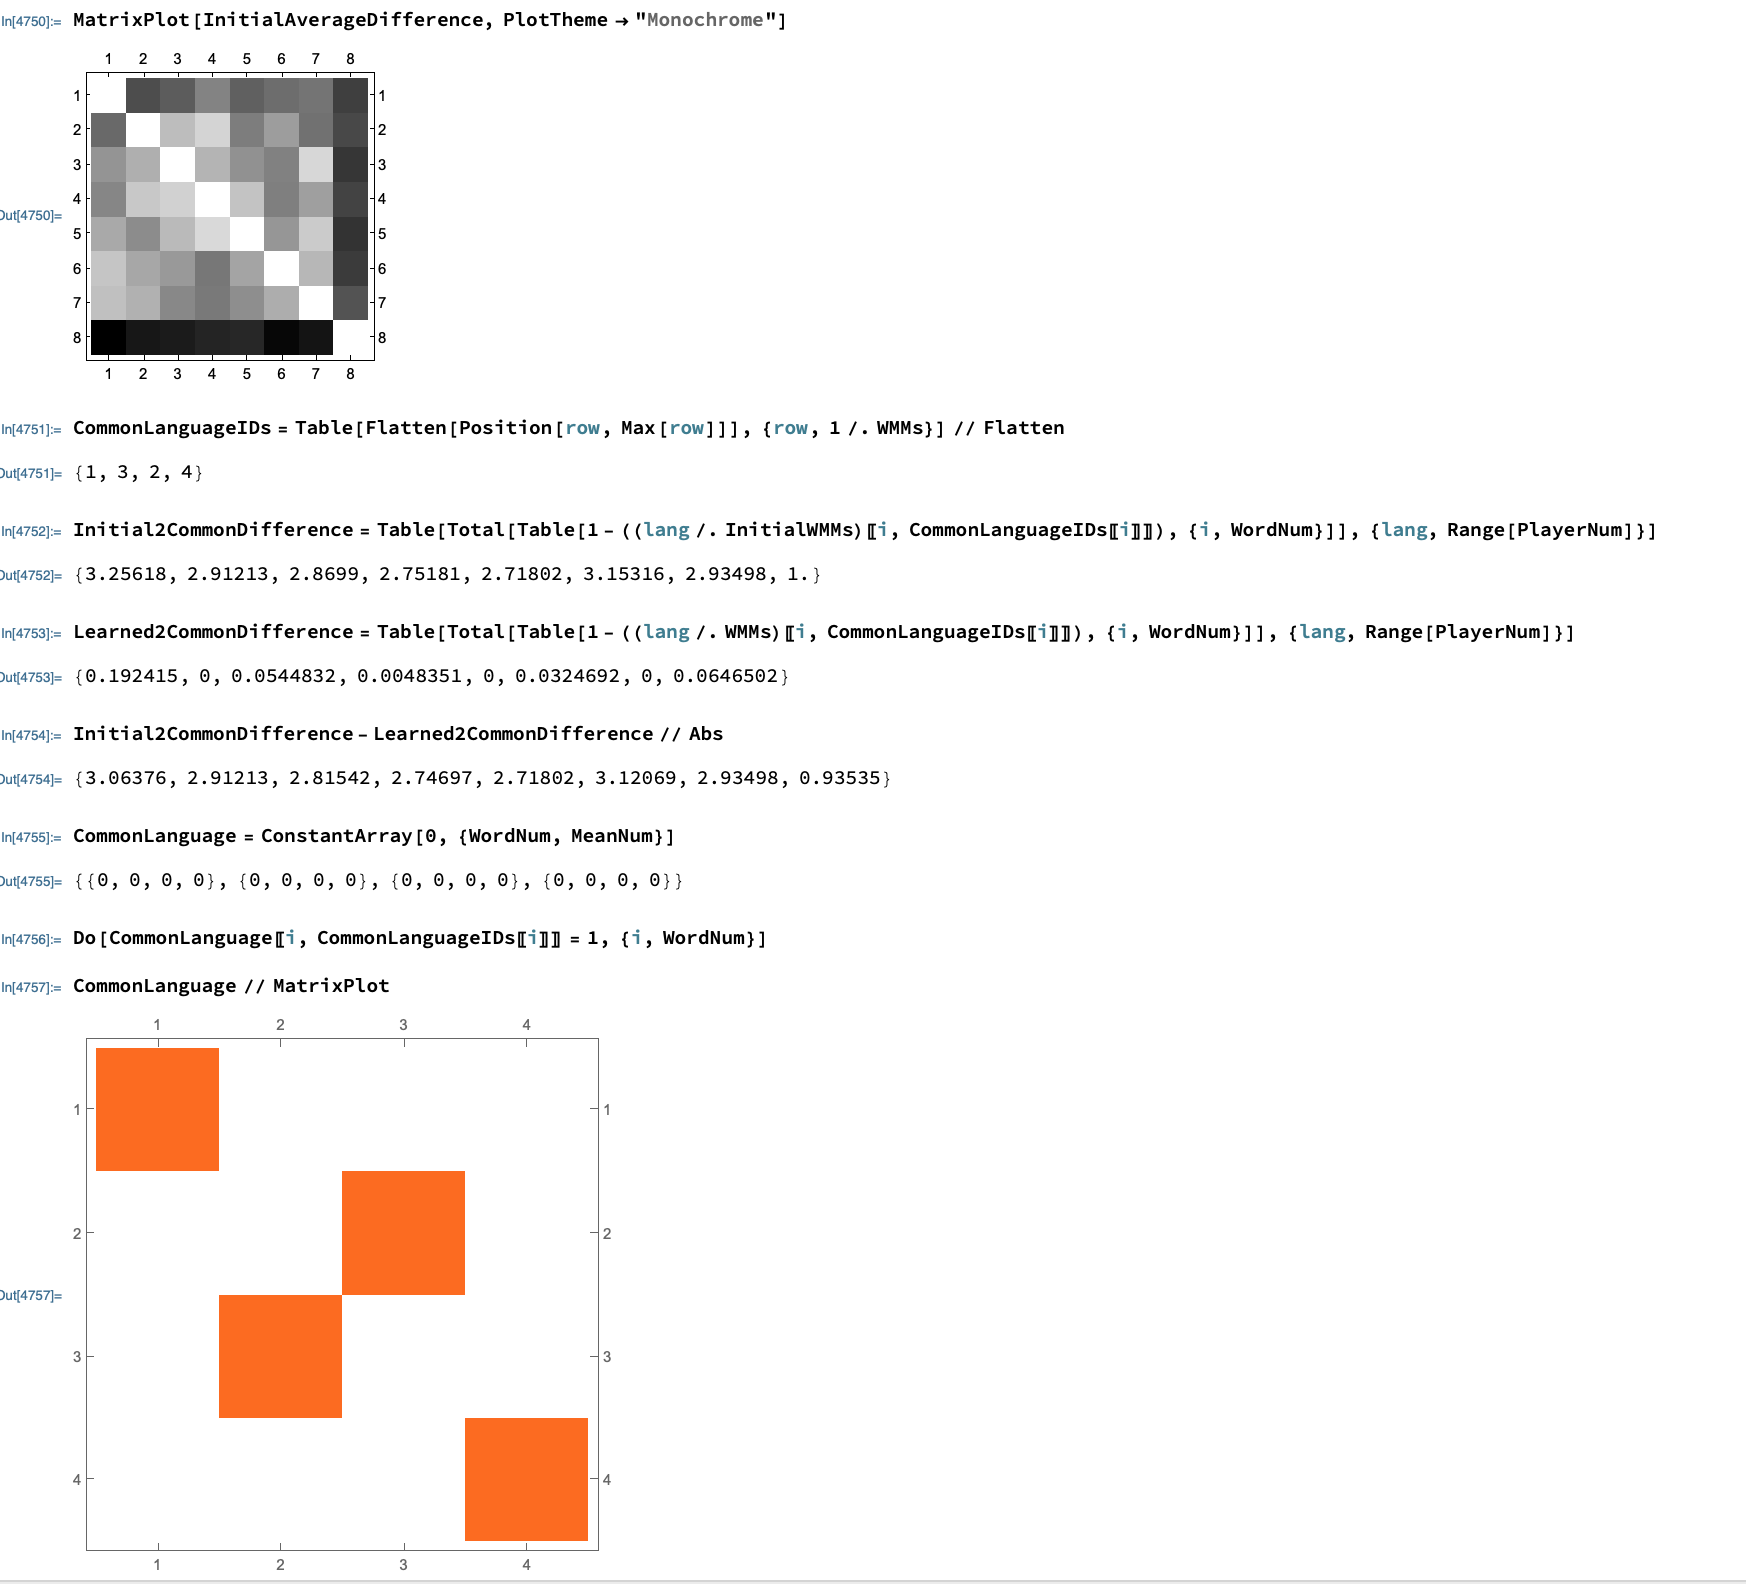 In[4750]:= MatrixPlot[InitialAverageDifference, PlotTheme → "Monochrome"]
1 2 3 4 5 6 7 8
1 1
2 2
3 3
4 4
Out[4750]=
5 5
6 6
7 7
8 8
1 2 3 4 5 6 7 8
In[4751]:= CommonLanguageIDs = Table[Flatten[Position[row, Max[row]]], {row, 1 /. WMMs}] // Flatten
Out[4751]= {1, 3, 2, 4}
In[4752]:= Initial2CommonDifference = Table[Total[Table[1 - ((lang /. InitialWMMs)〚i, CommonLanguageIDs〚i〛〛), {i, WordNum}]], {lang, Range[PlayerNum]}]
Out[4752]= {3.25618, 2.91213, 2.8699, 2.75181, 2.71802, 3.15316, 2.93498, 1.}
In[4753]:= Learned2CommonDifference = Table[Total[Table[1 - ((lang /. WMMs)〚i, CommonLanguageIDs〚i〛〛), {i, WordNum}]], {lang, Range[PlayerNum]}]
Out[4753]= {0.192415, 0, 0.0544832, 0.0048351, 0, 0.0324692, 0, 0.0646502}
In[4754]:= Initial2CommonDifference - Learned2CommonDifference // Abs
Out[4754]= {3.06376, 2.91213, 2.81542, 2.74697, 2.71802, 3.12069, 2.93498, 0.93535}
In[4755]:= CommonLanguage = ConstantArray[0, {WordNum, MeanNum}]
Out[4755]= {{0, 0, 0, 0}, {0, 0, 0, 0}, {0, 0, 0, 0}, {0, 0, 0, 0}}
In[4756]:= Do[CommonLanguage〚i, CommonLanguageIDs〚i〛〛 = 1, {i, WordNum}]
In[4757]:= CommonLanguage // MatrixPlot
1 2 3 4
1 1
2 2
Out[4757]=
3 3
4 4
1 2 3 4